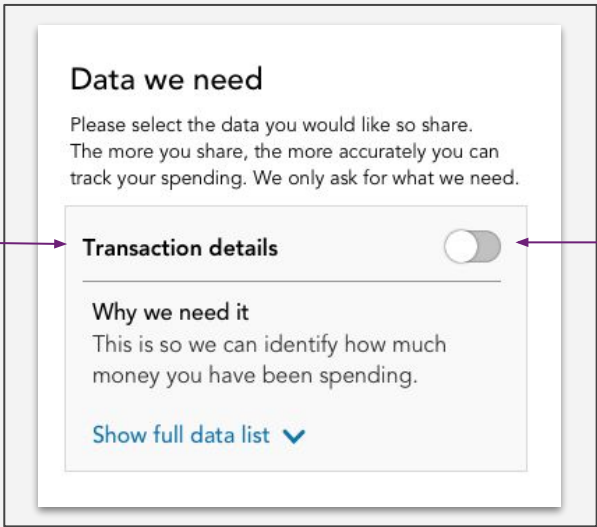 Data we need
Please select the data you would like so share.
The more you share, the more accurately you can
track your spending. We only ask for what we need.
Transaction details
Why we need it
This is so we can identify how much
money you have been spending.
Show full data list